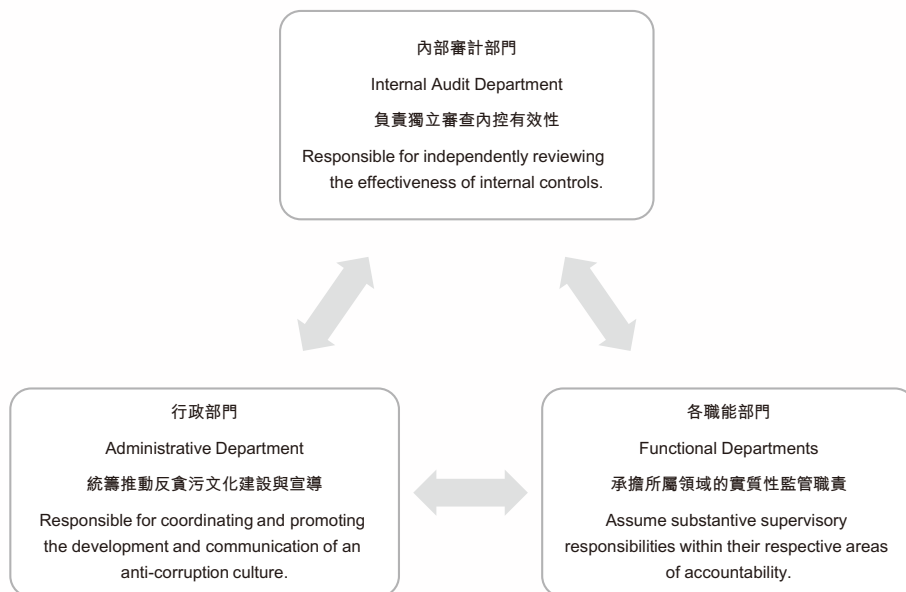 內部審計部門
Internal Audit Department
負責獨立審查內控有效性
Responsible for independently reviewing
the effectiveness of internal controls.
行政部門
Administrative Department
統籌推動反貪污文化建設與宣導
Responsible for coordinating and promoting
the development and communication of an
anti-corruption culture.
各職能部門
Functional Departments
承擔所屬領域的實質性監管職責
Assume substantive supervisory
responsibilities within their respective areas
of accountability.